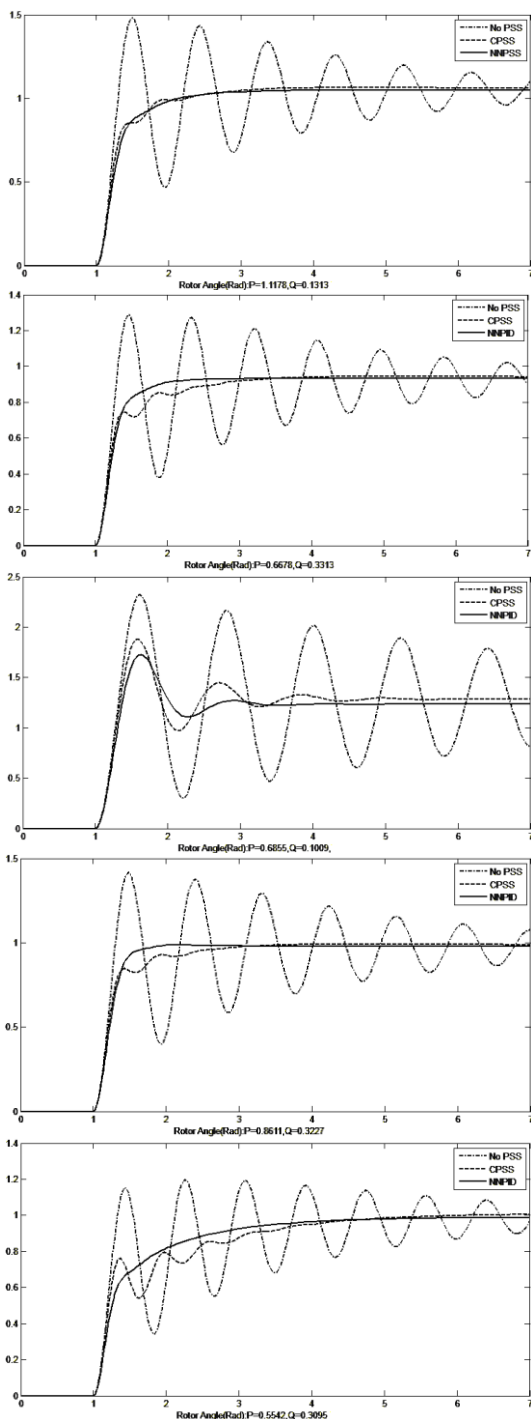 1.5
No PSS
CPSS
NNPSS
1
0.5
0
0 1 2 3 4 5 6 7
Rotor Angle(Rad):P=1.1178,Q=0.1313
1.4
No PSS
CPSS
NNPID
1.2
1
0.8
0.6
0.4
0.2
0
0 1 2 3 4 5 6 7
Rotor Angle(Rad):P=0.6678,Q=0.3313
2.5
No PSS
CPSS
NNPID
2
1.5
1
0.5
0
0 1 2 3 4 5 6 7
Rotor Angle(Rad):P=0.6855,Q=0.1009,
1.5
No PSS
CPSS
NNPID
1
0.5
0
0 1 2 3 4 5 6 7
Rotor Angle(Rad):P=0.8611,Q=0.3227
1.4
No PSS
CPSS
NNPID
1.2
1
0.8
0.6
0.4
0.2
0
0 1 2 3 4 5 6 7
Rotor Angle(Rad):P=0.5542,Q=0.3095